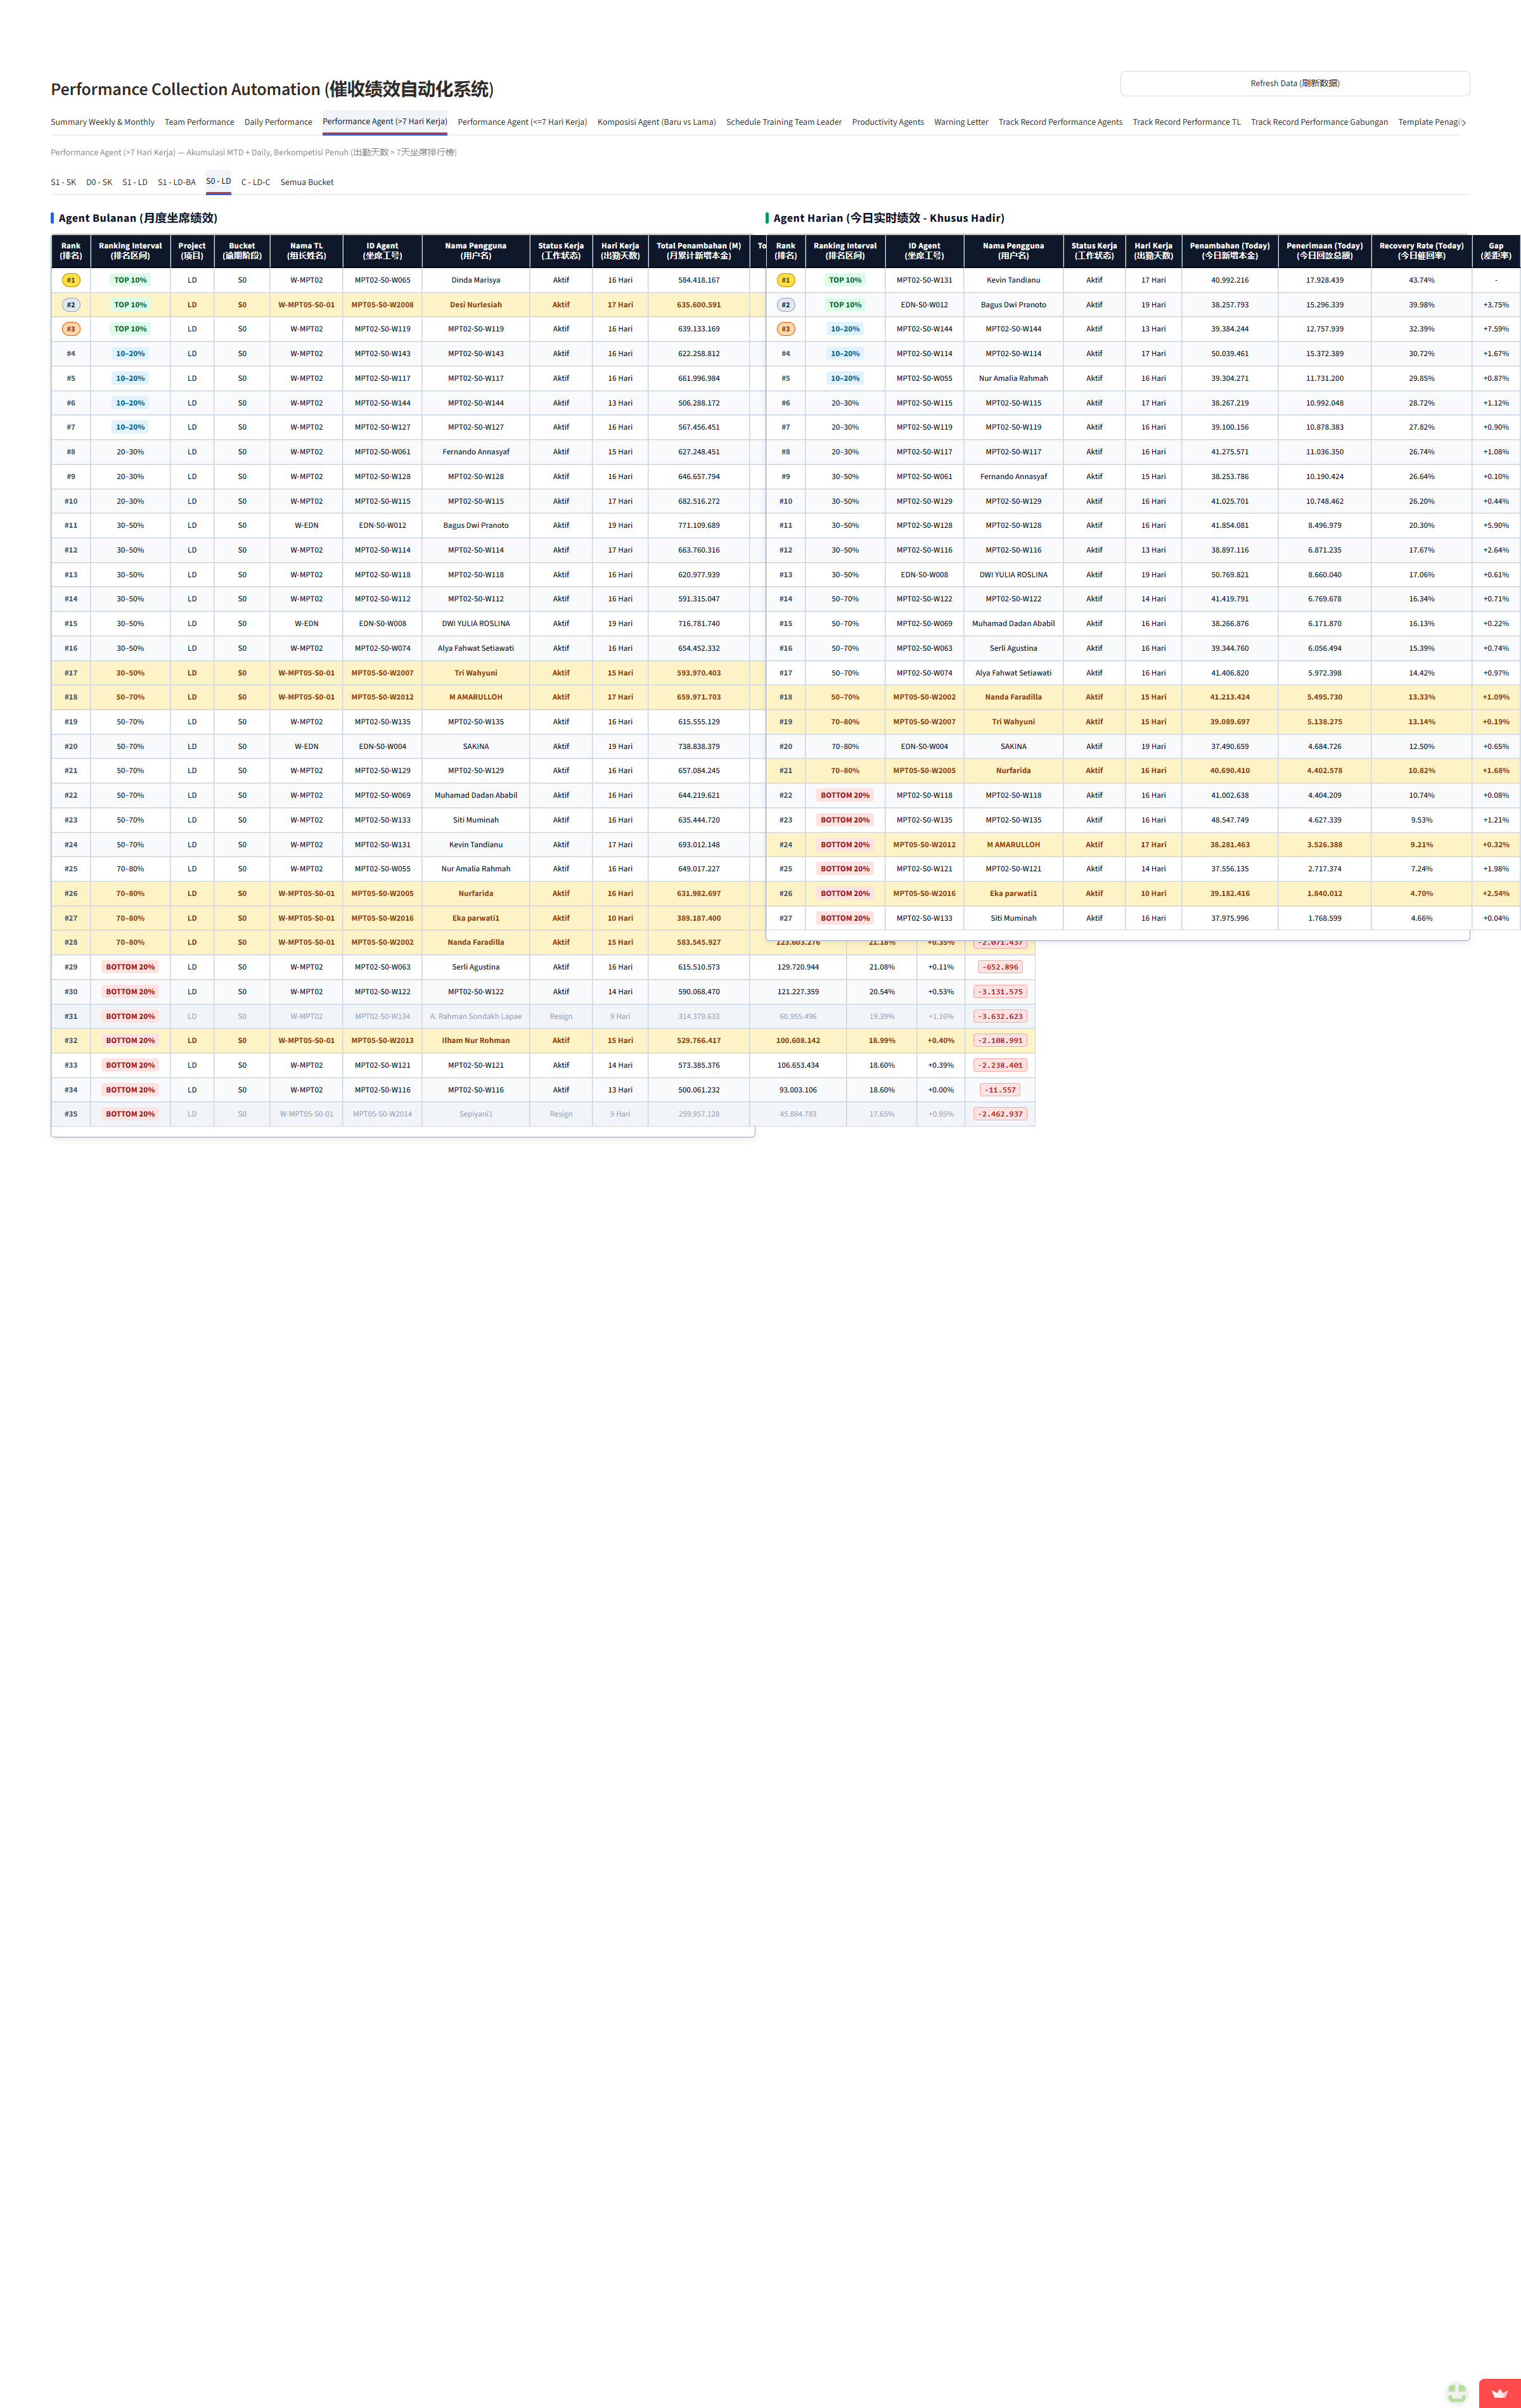 Performance Collection Automation (催收绩效自动化系统)
Refresh Data (刷新数据)
Summary Weekly & Monthly Team Performance Daily Performance Performance Agent (>7 Hari Kerja) Performance Agent (<=7 Hari Kerja) Komposisi Agent (Baru vs Lama) Schedule Training Team Leader Productivity Agents Warning Letter Track Record Performance Agents Track Record Performance TL Track Record Performance Gabungan Template Penagi
Performance Agent (>7 Hari Kerja) — Akumulasi MTD + Daily, Berkompetisi Penuh (出勤天数 > 7天坐席排行榜)
S1 - SK D0 - SK S1 - LD S1 - LD-BA S0 - LD C - LD-C Semua Bucket
Agent Bulanan (月度坐席绩效)
Rank Ranking Interval Project Bucket Nama TL ID Agent Nama Pengguna Status Kerja Hari Kerja Total Penambahan (M) To
(排名) (排名区间) (项目) (逾期阶段) (组长姓名) (坐席工号) (用户名) (工作状态) (出勤天数) (月累计新增本金)
#1 TOP 10% LD S0 W-MPT02 MPT02-S0-W065 Dinda Marisya Aktif 16 Hari 584.418.167
#2 TOP 10% LD S0 W-MPT05-S0-01 MPT05-S0-W2008 Desi Nurlesiah Aktif 17 Hari 635.600.591
#3 TOP 10% LD S0 W-MPT02 MPT02-S0-W119 MPT02-S0-W119 Aktif 16 Hari 639.133.169
#4 10–20% LD S0 W-MPT02 MPT02-S0-W143 MPT02-S0-W143 Aktif 16 Hari 622.258.812
#5 10–20% LD S0 W-MPT02 MPT02-S0-W117 MPT02-S0-W117 Aktif 16 Hari 661.996.984
#6 10–20% LD S0 W-MPT02 MPT02-S0-W144 MPT02-S0-W144 Aktif 13 Hari 506.288.172
#7 10–20% LD S0 W-MPT02 MPT02-S0-W127 MPT02-S0-W127 Aktif 16 Hari 567.456.451
#8 20–30% LD S0 W-MPT02 MPT02-S0-W061 Fernando Annasyaf Aktif 15 Hari 627.248.451
#9 20–30% LD S0 W-MPT02 MPT02-S0-W128 MPT02-S0-W128 Aktif 16 Hari 646.657.794
#10 20–30% LD S0 W-MPT02 MPT02-S0-W115 MPT02-S0-W115 Aktif 17 Hari 682.516.272
#11 30–50% LD S0 W-EDN EDN-S0-W012 Bagus Dwi Pranoto Aktif 19 Hari 771.109.689
#12 30–50% LD S0 W-MPT02 MPT02-S0-W114 MPT02-S0-W114 Aktif 17 Hari 663.760.316
#13 30–50% LD S0 W-MPT02 MPT02-S0-W118 MPT02-S0-W118 Aktif 16 Hari 620.977.939
#14 30–50% LD S0 W-MPT02 MPT02-S0-W112 MPT02-S0-W112 Aktif 16 Hari 591.315.047
#15 30–50% LD S0 W-EDN EDN-S0-W008 DWI YULIA ROSLINA Aktif 19 Hari 716.781.740
#16 30–50% LD S0 W-MPT02 MPT02-S0-W074 Alya Fahwat Setiawati Aktif 16 Hari 654.452.332
#17 30–50% LD S0 W-MPT05-S0-01 MPT05-S0-W2007 Tri Wahyuni Aktif 15 Hari 593.970.403
#18 50–70% LD S0 W-MPT05-S0-01 MPT05-S0-W2012 M AMARULLOH Aktif 17 Hari 659.971.703
#19 50–70% LD S0 W-MPT02 MPT02-S0-W135 MPT02-S0-W135 Aktif 16 Hari 615.555.129
#20 50–70% LD S0 W-EDN EDN-S0-W004 SAKINA Aktif 19 Hari 738.838.379
#21 50–70% LD S0 W-MPT02 MPT02-S0-W129 MPT02-S0-W129 Aktif 16 Hari 657.084.245
#22 50–70% LD S0 W-MPT02 MPT02-S0-W069 Muhamad Dadan Ababil Aktif 16 Hari 644.219.621
#23 50–70% LD S0 W-MPT02 MPT02-S0-W133 Siti Muminah Aktif 16 Hari 635.444.720
#24 50–70% LD S0 W-MPT02 MPT02-S0-W131 Kevin Tandianu Aktif 17 Hari 693.012.148
#25 70–80% LD S0 W-MPT02 MPT02-S0-W055 Nur Amalia Rahmah Aktif 16 Hari 649.017.227
#26 70–80% LD S0 W-MPT05-S0-01 MPT05-S0-W2005 Nurfarida Aktif 16 Hari 631.982.697
#27 70–80% LD S0 W-MPT05-S0-01 MPT05-S0-W2016 Eka parwati1 Aktif 10 Hari 389.187.400
#28 70–80% LD S0 W-MPT05-S0-01 MPT05-S0-W2002 Nanda Faradilla Aktif 15 Hari 583.545.927 123.603.276 21.18% +0.35% -2.071.437
#29 BOTTOM 20% LD S0 W-MPT02 MPT02-S0-W063 Serli Agustina Aktif 16 Hari 615.510.573 129.720.944 21.08% +0.11% -652.896
#30 BOTTOM 20% LD S0 W-MPT02 MPT02-S0-W122 MPT02-S0-W122 Aktif 14 Hari 590.068.470 121.227.359 20.54% +0.53% -3.131.575
#31 BOTTOM 20% LD S0 W-MPT02 MPT02-S0-W134 A. Rahman Sondakh Lapae Resign 9 Hari 314.379.633 60.955.496 19.39% +1.16% -3.632.623
#32 BOTTOM 20% LD S0 W-MPT05-S0-01 MPT05-S0-W2013 Ilham Nur Rohman Aktif 15 Hari 529.766.417 100.608.142 18.99% +0.40% -2.108.991
#33 BOTTOM 20% LD S0 W-MPT02 MPT02-S0-W121 MPT02-S0-W121 Aktif 14 Hari 573.385.376 106.653.434 18.60% +0.39% -2.238.401
#34 BOTTOM 20% LD S0 W-MPT02 MPT02-S0-W116 MPT02-S0-W116 Aktif 13 Hari 500.061.232 93.003.106 18.60% +0.00% -11.557
#35 BOTTOM 20% LD S0 W-MPT05-S0-01 MPT05-S0-W2014 Sepiyani1 Resign 9 Hari 259.957.128 45.884.783 17.65% +0.95% -2.462.937
Agent Harian (今日实时绩效 - Khusus Hadir)
Rank Ranking Interval ID Agent Nama Pengguna Status Kerja Hari Kerja Penambahan (Today) Penerimaan (Today) Recovery Rate (Today) Gap
(排名) (排名区间) (坐席工号) (用户名) (工作状态) (出勤天数) (今日新增本金) (今日回款总额) (今日催回率) (差距率)
#1 TOP 10% MPT02-S0-W131 Kevin Tandianu Aktif 17 Hari 40.992.216 17.928.439 43.74% -
#2 TOP 10% EDN-S0-W012 Bagus Dwi Pranoto Aktif 19 Hari 38.257.793 15.296.339 39.98% +3.75%
#3 10–20% MPT02-S0-W144 MPT02-S0-W144 Aktif 13 Hari 39.384.244 12.757.939 32.39% +7.59%
#4 10–20% MPT02-S0-W114 MPT02-S0-W114 Aktif 17 Hari 50.039.461 15.372.389 30.72% +1.67%
#5 10–20% MPT02-S0-W055 Nur Amalia Rahmah Aktif 16 Hari 39.304.271 11.731.200 29.85% +0.87%
#6 20–30% MPT02-S0-W115 MPT02-S0-W115 Aktif 17 Hari 38.267.219 10.992.048 28.72% +1.12%
#7 20–30% MPT02-S0-W119 MPT02-S0-W119 Aktif 16 Hari 39.100.156 10.878.383 27.82% +0.90%
#8 20–30% MPT02-S0-W117 MPT02-S0-W117 Aktif 16 Hari 41.275.571 11.036.350 26.74% +1.08%
#9 30–50% MPT02-S0-W061 Fernando Annasyaf Aktif 15 Hari 38.253.786 10.190.424 26.64% +0.10%
#10 30–50% MPT02-S0-W129 MPT02-S0-W129 Aktif 16 Hari 41.025.701 10.748.462 26.20% +0.44%
#11 30–50% MPT02-S0-W128 MPT02-S0-W128 Aktif 16 Hari 41.854.081 8.496.979 20.30% +5.90%
#12 30–50% MPT02-S0-W116 MPT02-S0-W116 Aktif 13 Hari 38.897.116 6.871.235 17.67% +2.64%
#13 30–50% EDN-S0-W008 DWI YULIA ROSLINA Aktif 19 Hari 50.769.821 8.660.040 17.06% +0.61%
#14 50–70% MPT02-S0-W122 MPT02-S0-W122 Aktif 14 Hari 41.419.791 6.769.678 16.34% +0.71%
#15 50–70% MPT02-S0-W069 Muhamad Dadan Ababil Aktif 16 Hari 38.266.876 6.171.870 16.13% +0.22%
#16 50–70% MPT02-S0-W063 Serli Agustina Aktif 16 Hari 39.344.760 6.056.494 15.39% +0.74%
#17 50–70% MPT02-S0-W074 Alya Fahwat Setiawati Aktif 16 Hari 41.406.820 5.972.398 14.42% +0.97%
#18 50–70% MPT05-S0-W2002 Nanda Faradilla Aktif 15 Hari 41.213.424 5.495.730 13.33% +1.09%
#19 70–80% MPT05-S0-W2007 Tri Wahyuni Aktif 15 Hari 39.089.697 5.138.275 13.14% +0.19%
#20 70–80% EDN-S0-W004 SAKINA Aktif 19 Hari 37.490.659 4.684.726 12.50% +0.65%
#21 70–80% MPT05-S0-W2005 Nurfarida Aktif 16 Hari 40.690.410 4.402.578 10.82% +1.68%
#22 BOTTOM 20% MPT02-S0-W118 MPT02-S0-W118 Aktif 16 Hari 41.002.638 4.404.209 10.74% +0.08%
#23 BOTTOM 20% MPT02-S0-W135 MPT02-S0-W135 Aktif 16 Hari 48.547.749 4.627.339 9.53% +1.21%
#24 BOTTOM 20% MPT05-S0-W2012 M AMARULLOH Aktif 17 Hari 38.281.463 3.526.388 9.21% +0.32%
#25 BOTTOM 20% MPT02-S0-W121 MPT02-S0-W121 Aktif 14 Hari 37.556.135 2.717.374 7.24% +1.98%
#26 BOTTOM 20% MPT05-S0-W2016 Eka parwati1 Aktif 10 Hari 39.182.416 1.840.012 4.70% +2.54%
#27 BOTTOM 20% MPT02-S0-W133 Siti Muminah Aktif 16 Hari 37.975.996 1.768.599 4.66% +0.04%